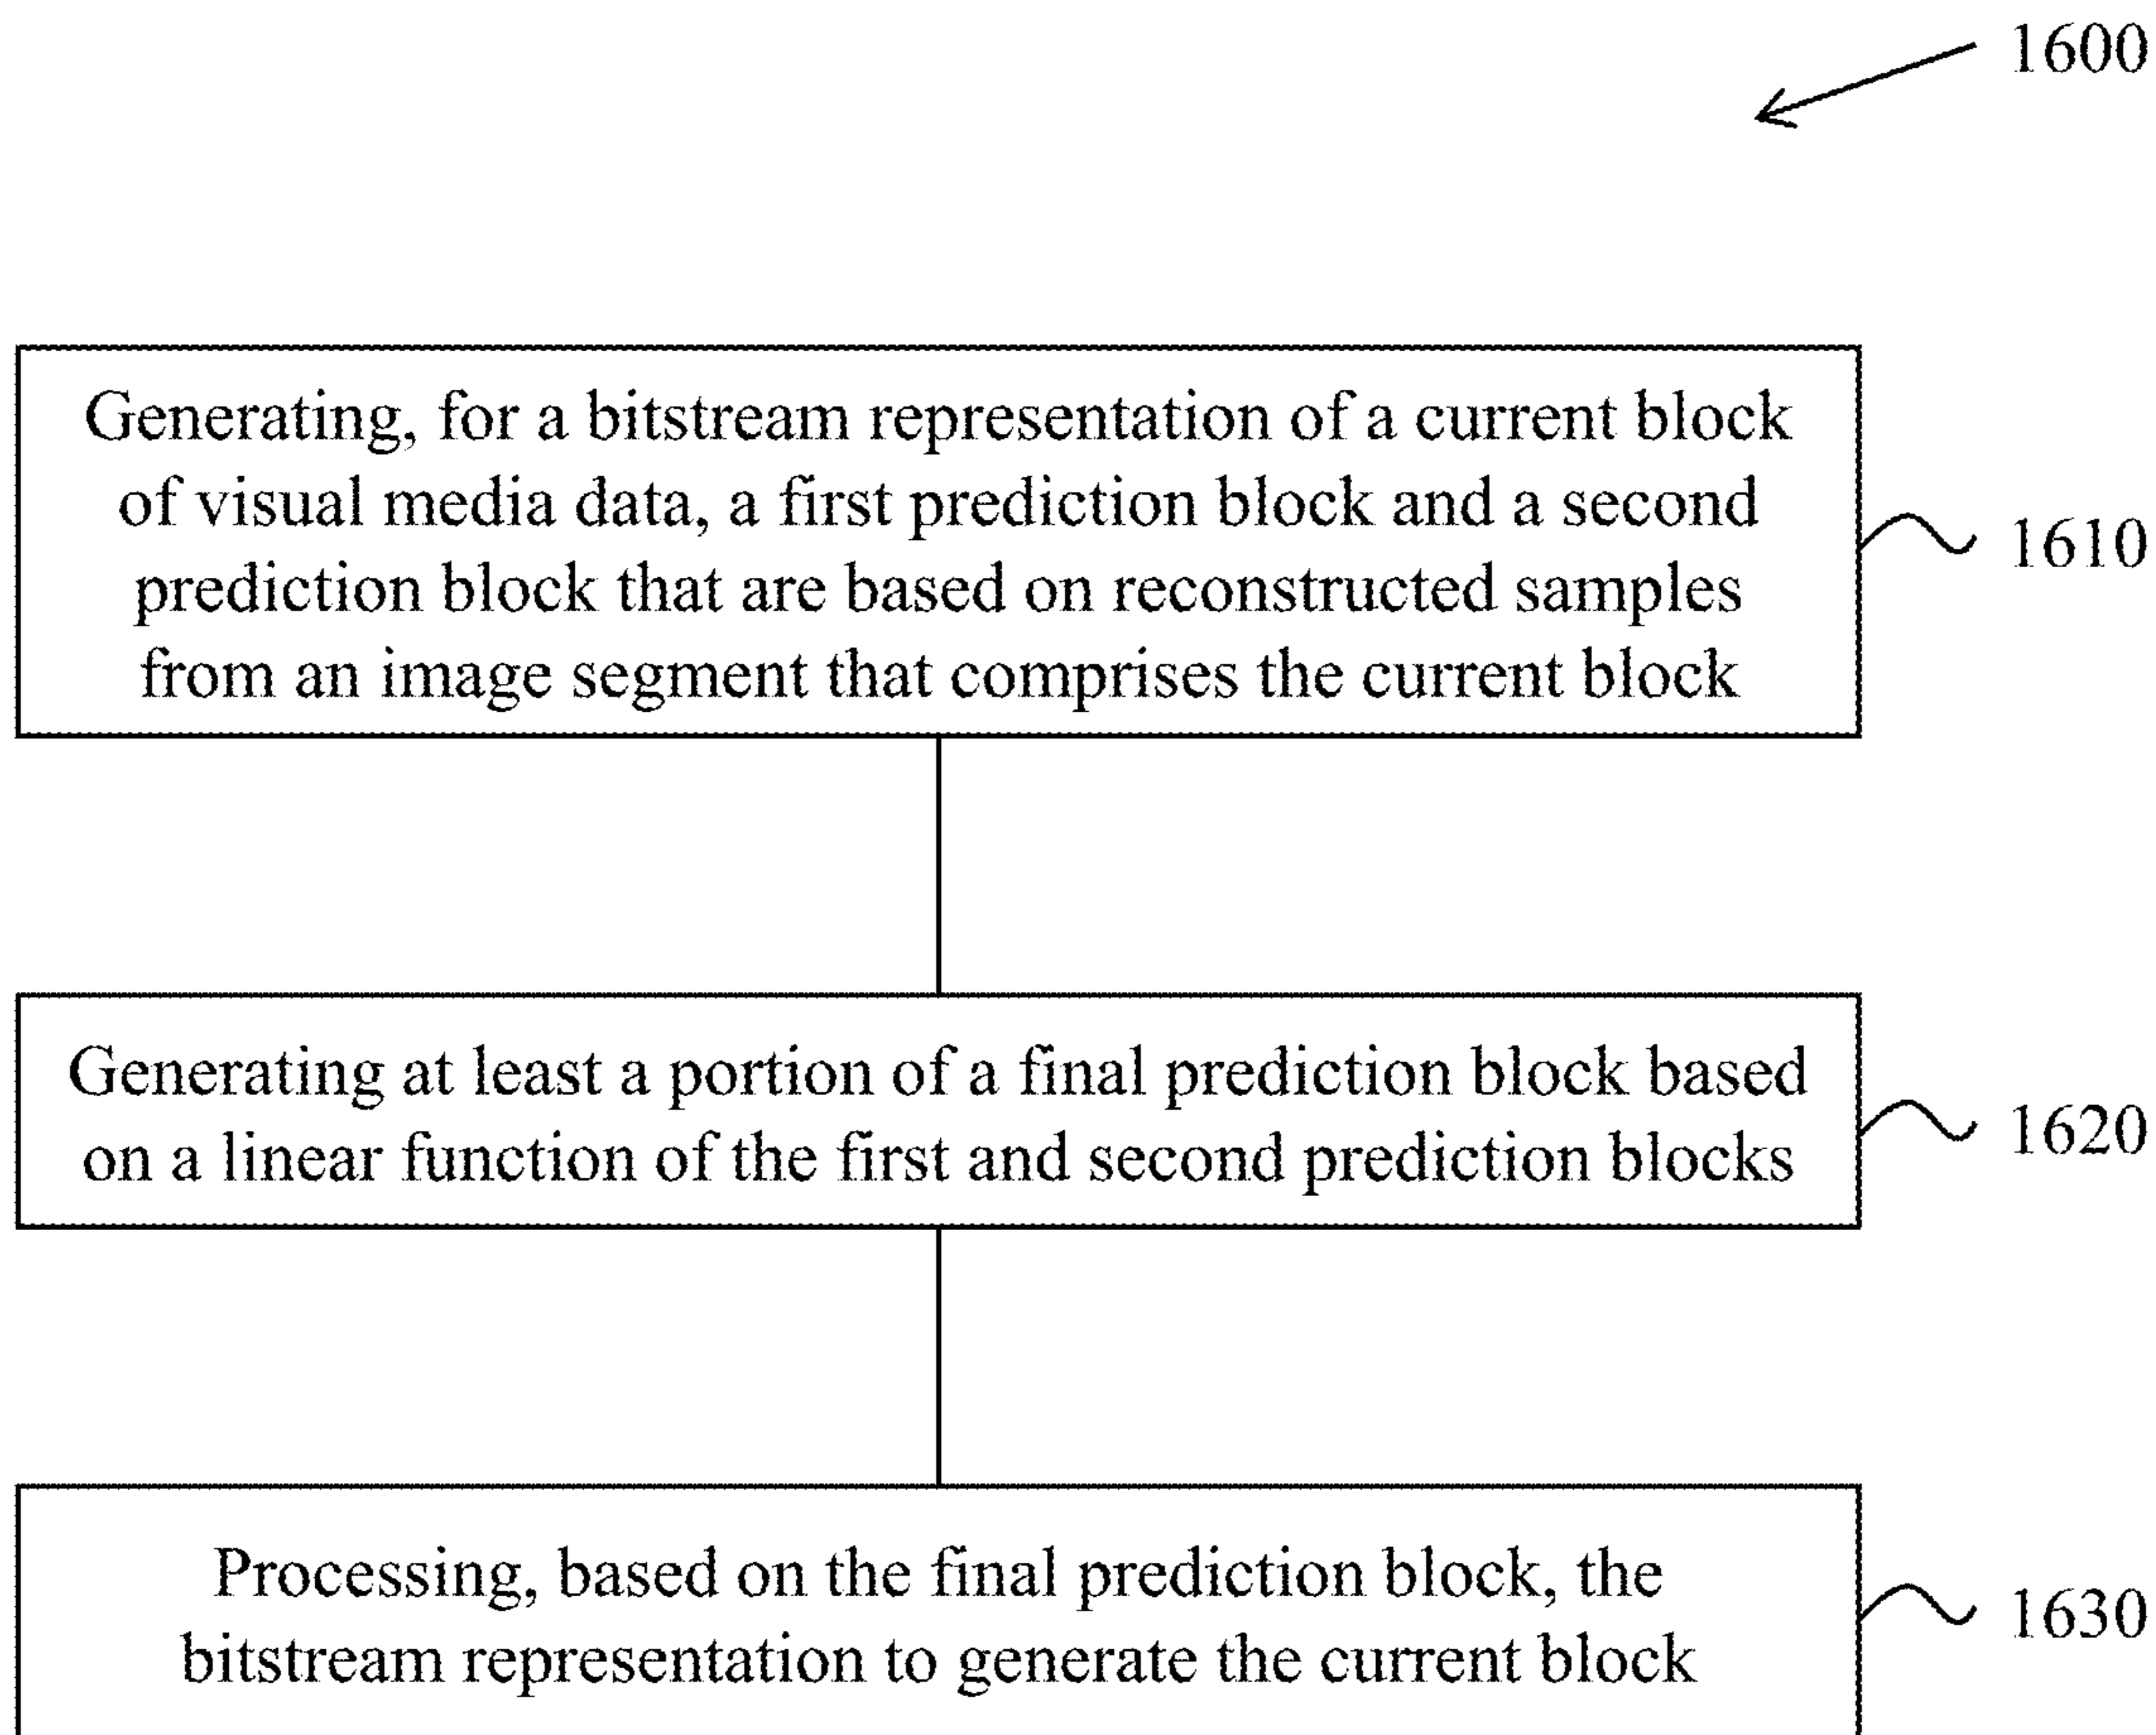 1600
Generating, for a bitstream representation of a current block
of visual media data, a first prediction block and a second
prediction block that are based on reconstructed samples
from an image segment that comprises the current block
1610
Generating at least a portion of a final prediction block based
on a linear function of the first and second prediction blocks
1620
Processing, based on the final prediction block, the
bitstream representation to generate the current block
1630